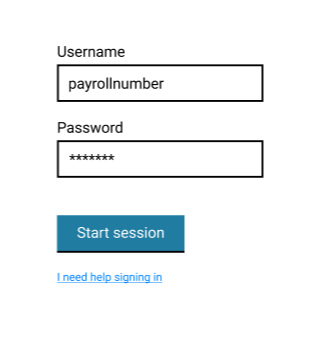 Username
payrollnumber
Password
*******
Start session
I need help signing in